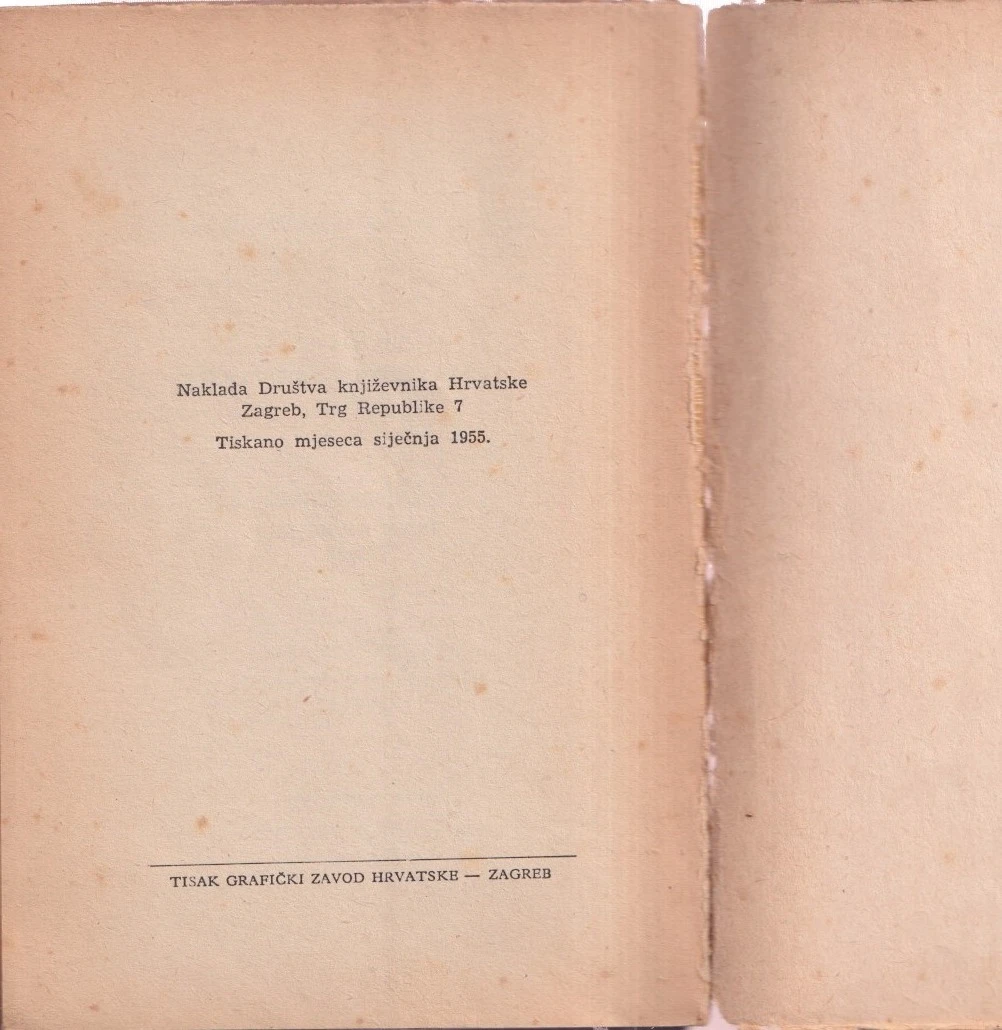 Naklada Društva književnika Hrvatske
Zagreb, Trg Republike 7
Tiskano mjeseca siječnja 1955.
TISAK GRAFIČKI ZAVOD HRVATSKE — ZAGREB